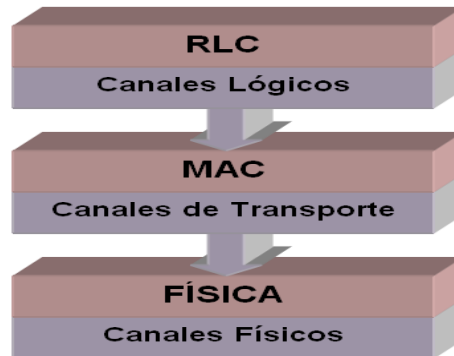 RLC
Canales Lógicos
MAC
Canales de Transporte
FÍSICA
Canales Físicos